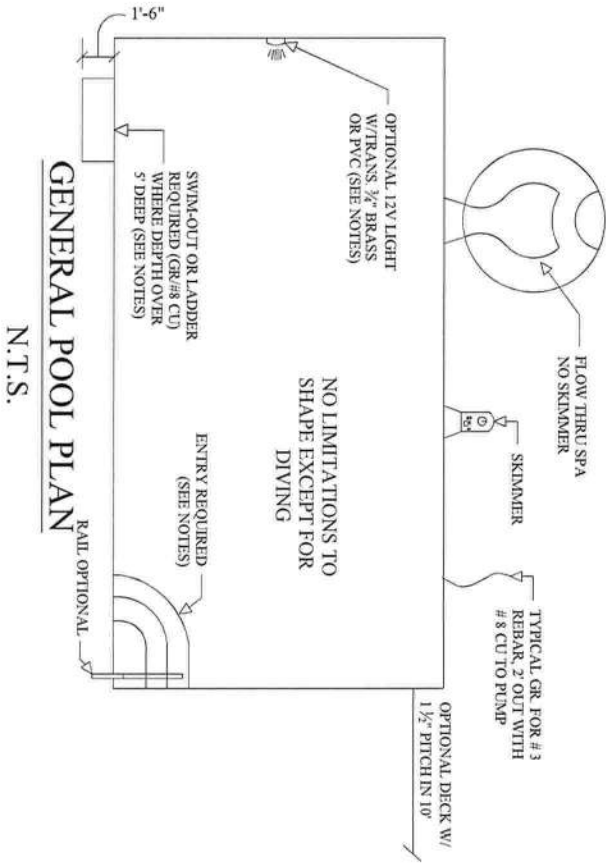 1'-6"
OPTIONAL 12V LIGHT
W/TRANS. ¾" BRASS
OR PVC (SEE NOTES)
FLOW THRU SPA
NO SKIMMER
SKIMMER
TYPICAL GR. FOR # 3
REBAR, 2' OUT WITH
# 8 CU TO PUMP
OPTIONAL DECK W/
1 ½" PITCH IN 10'
SWIM-OUT OR LADDER
REQUIRED (GR/#8 CU)
WHERE DEPTH OVER
5' DEEP (SEE NOTES)
NO LIMITATIONS TO
SHAPE EXCEPT FOR
DIVING
ENTRY REQUIRED
(SEE NOTES)
RAIL OPTIONAL
GENERAL POOL PLAN
N.T.S.